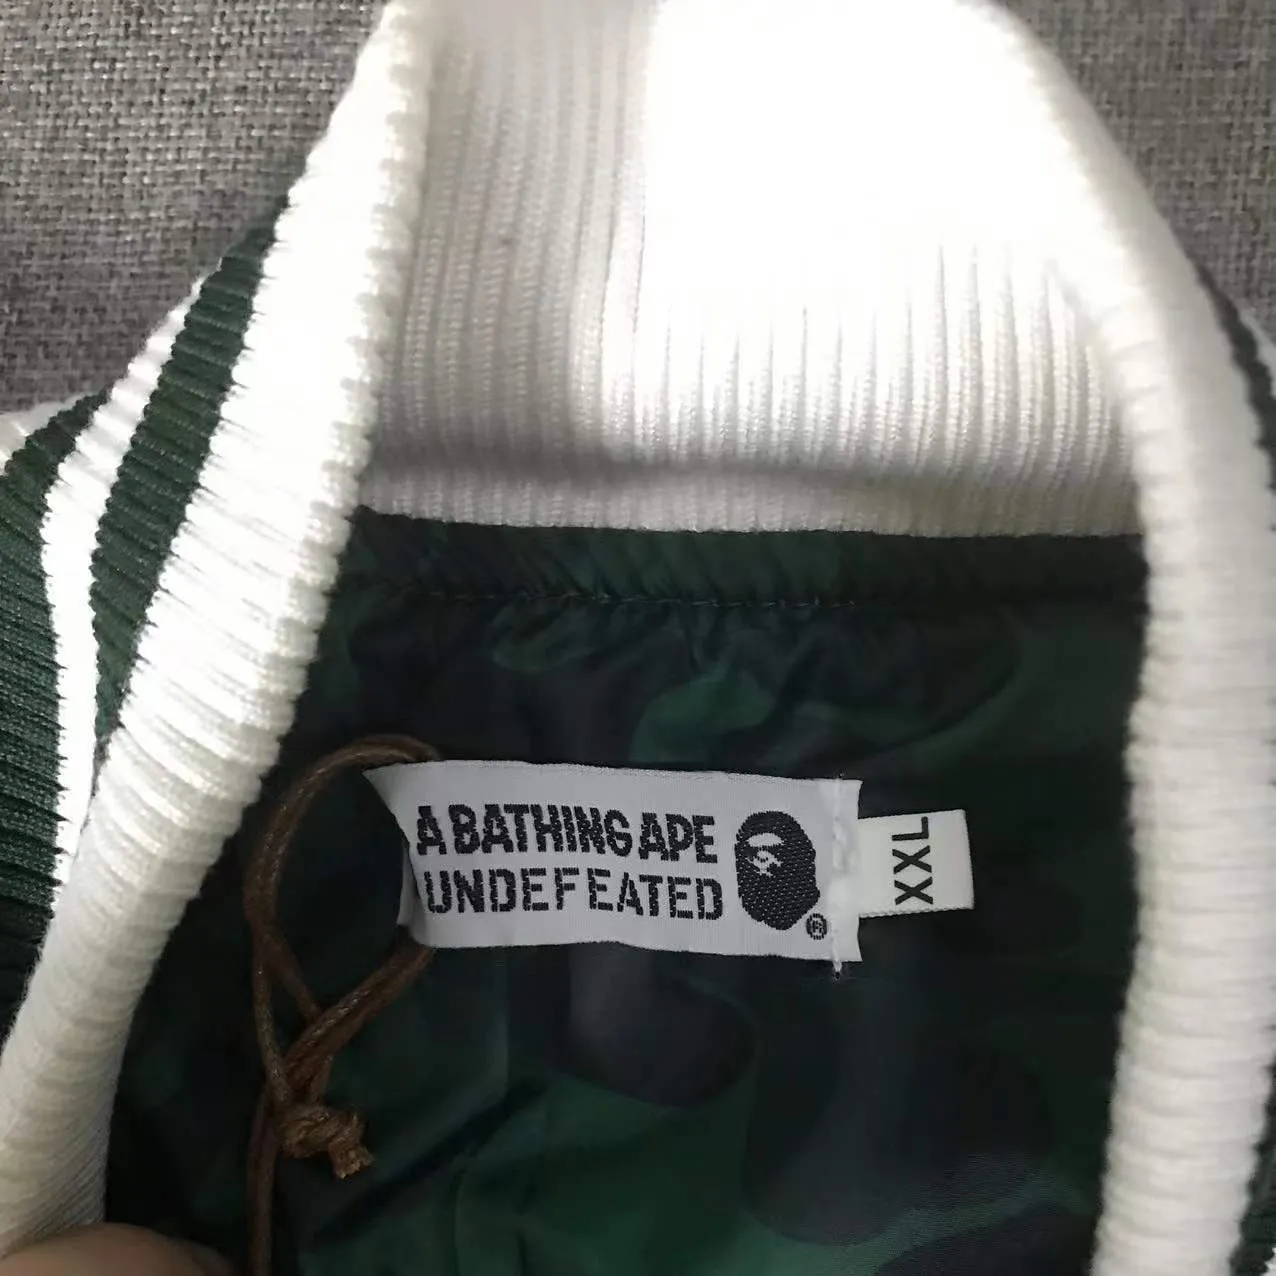 A BATHING APE
UNDEFEATED
®
XXL